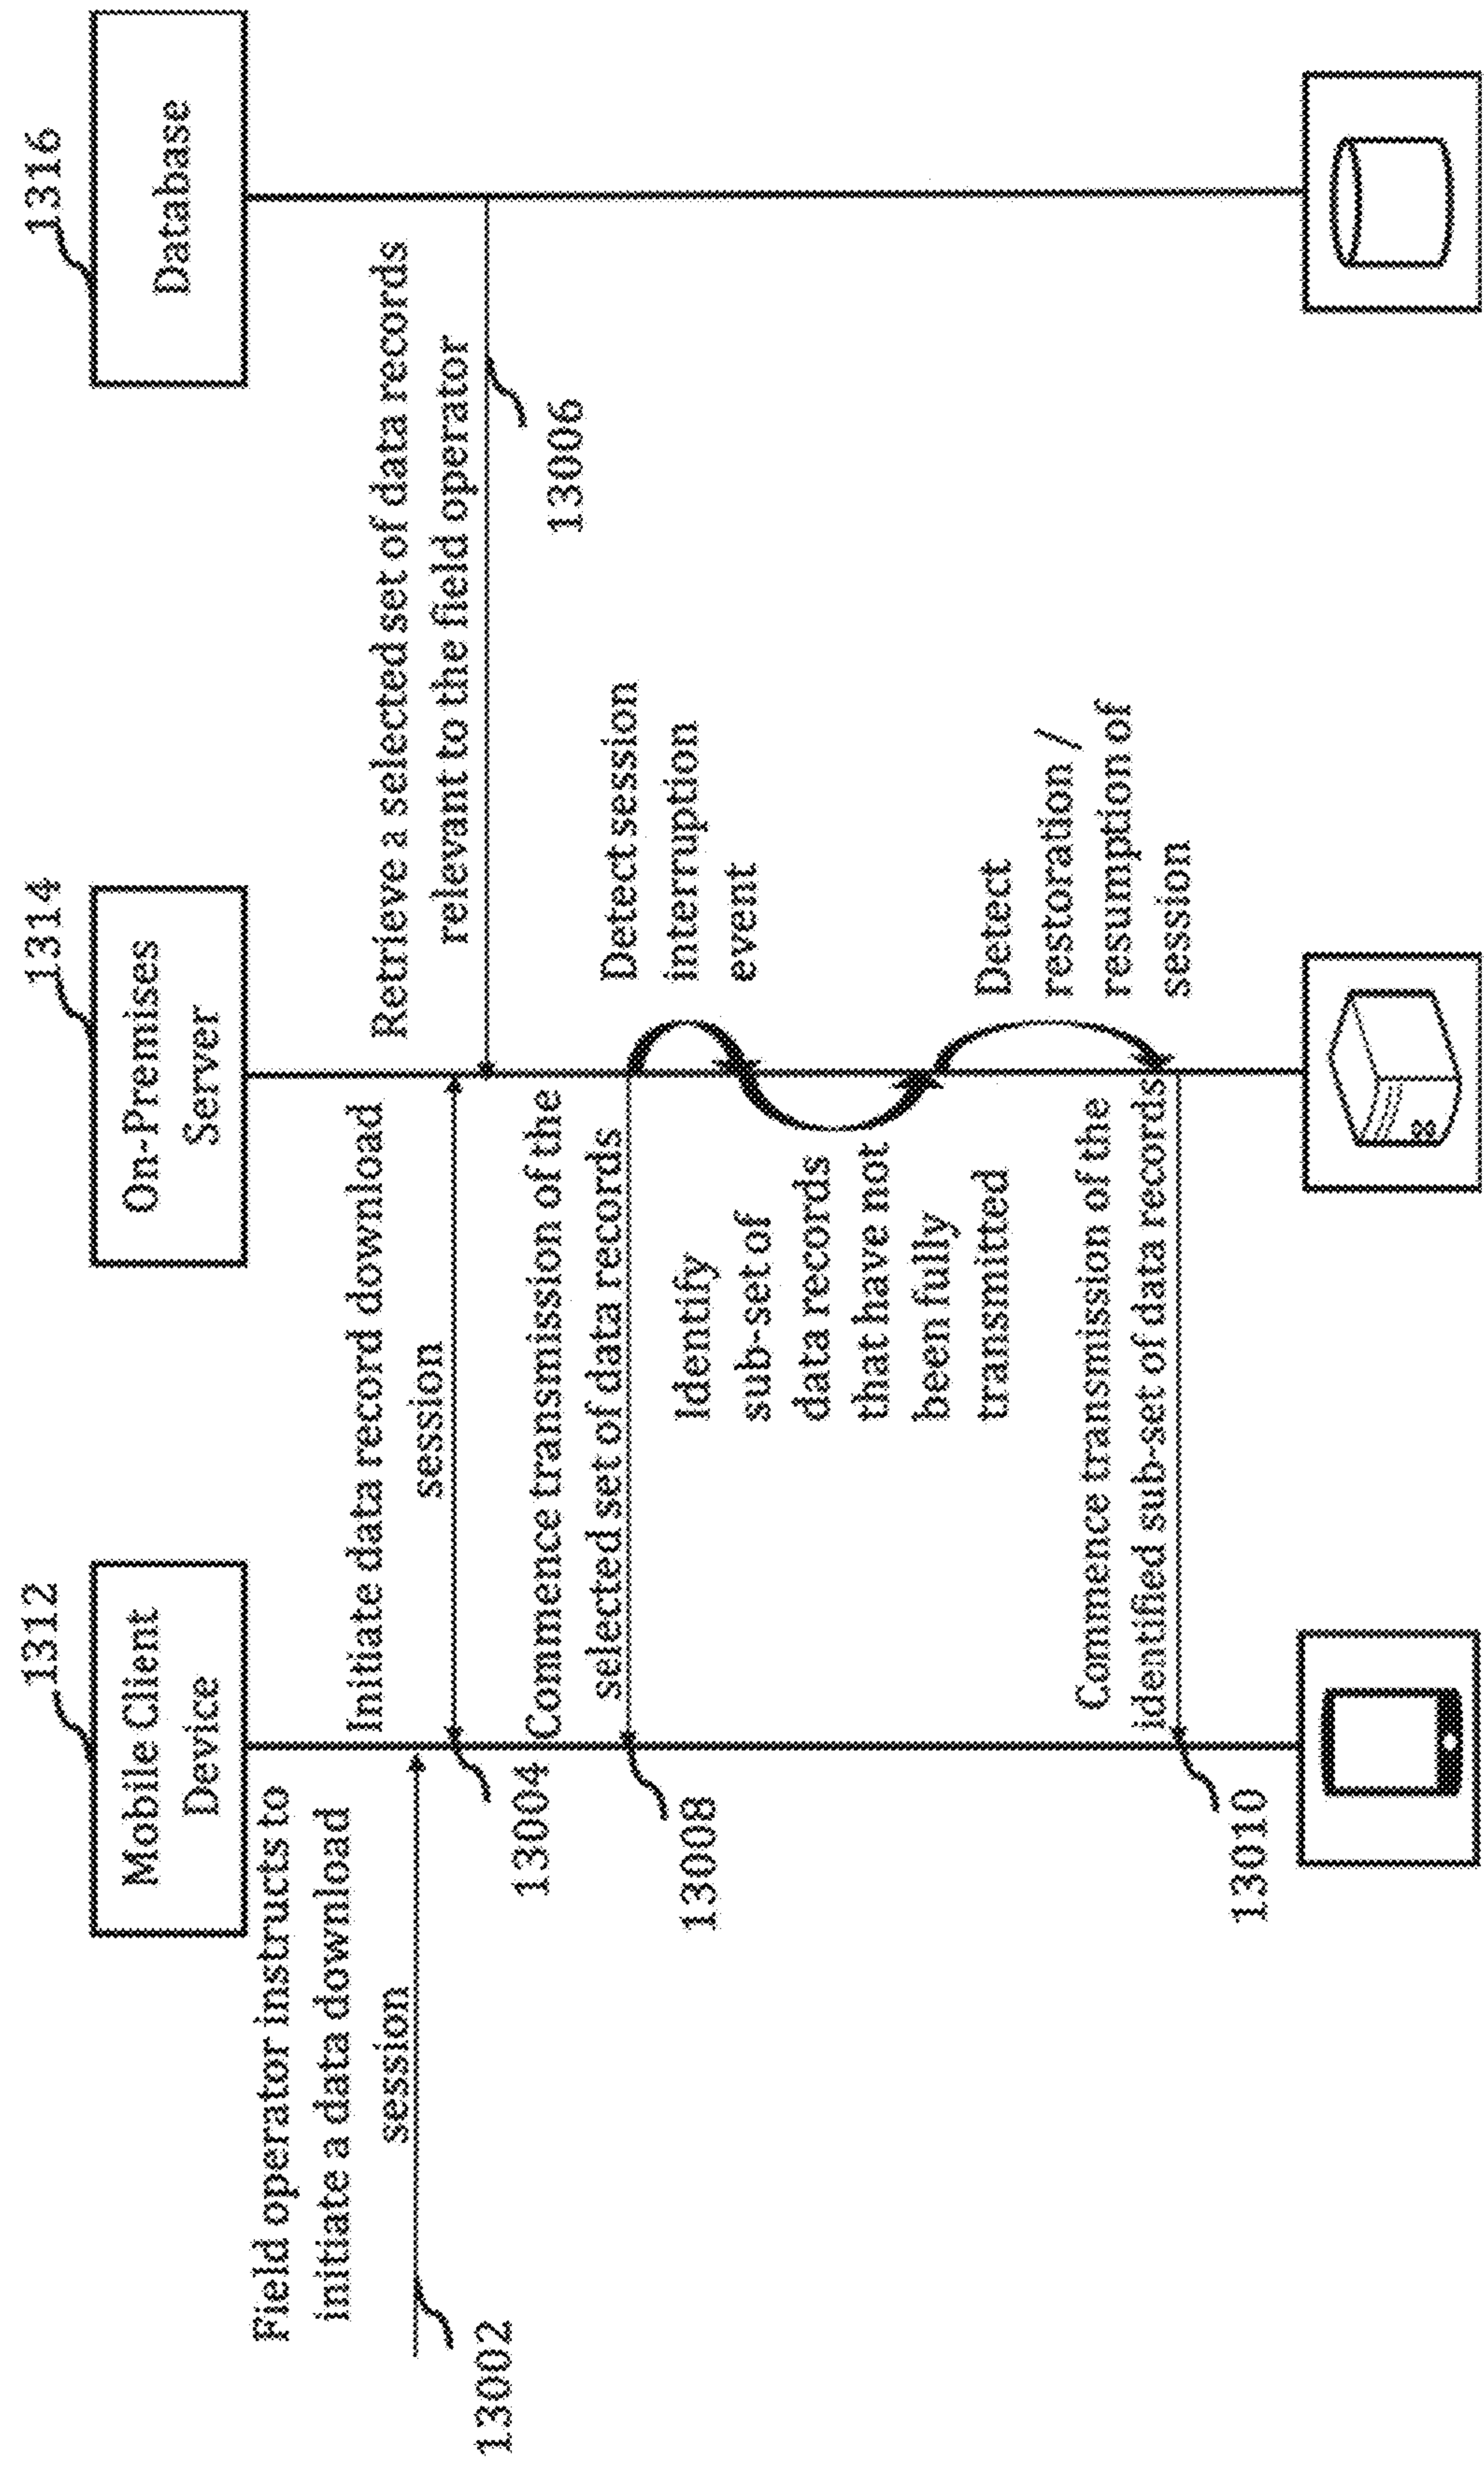 1312
Mobile Client
Device
1314
On-Premises
Server
1316
Database
Field operator instructs to
initiate a data download
session
13002
Initiate data record download
session
13004
Retrieve a selected set of data records
relevant to the field operator
13006
Commence transmission of the
selected set of data records
13008
Detect session
interruption
event
Identify
sub-set of
data records
that have not
been fully
transmitted
Detect
restoration /
resumption of
session
Commence transmission of the
identified sub-set of data records
13010